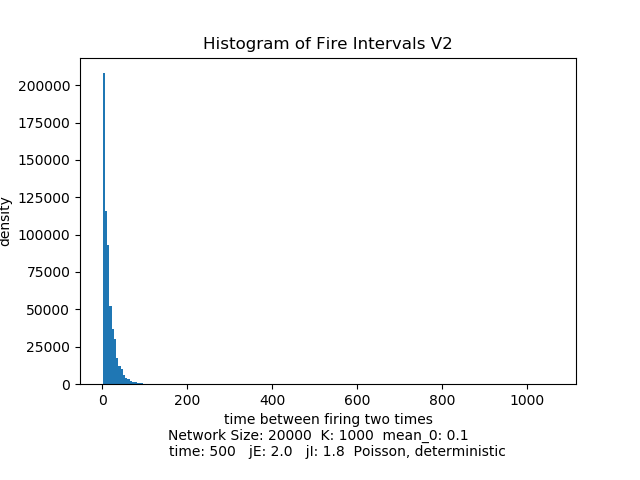 Histogram of Fire Intervals V2
density
200000
175000
150000
125000
100000
75000
50000
25000
0
0 200 400 600 800 1000
time between firing two times
Network Size: 20000  K: 1000  mean_0: 0.1
time: 500   jE: 2.0   jI: 1.8  Poisson, deterministic